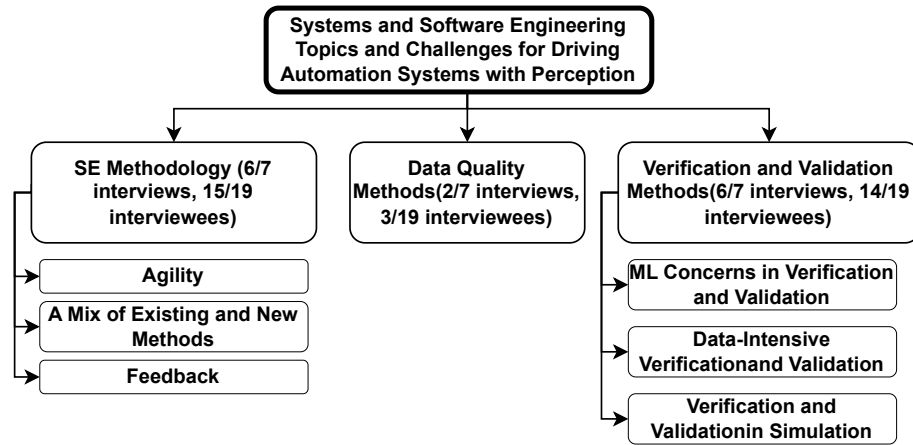 Systems and Software Engineering
Topics and Challenges for Driving
Automation Systems with Perception
SE Methodology (6/7
interviews, 15/19
interviewees)
Agility
A Mix of Existing and New
Methods
Feedback
Data Quality
Methods(2/7 interviews,
3/19 interviewees)
Verification and Validation
Methods(6/7 interviews, 14/19
interviewees)
ML Concerns in Verification
and Validation
Data-Intensive
Verificationand Validation
Verification and
Validationin Simulation